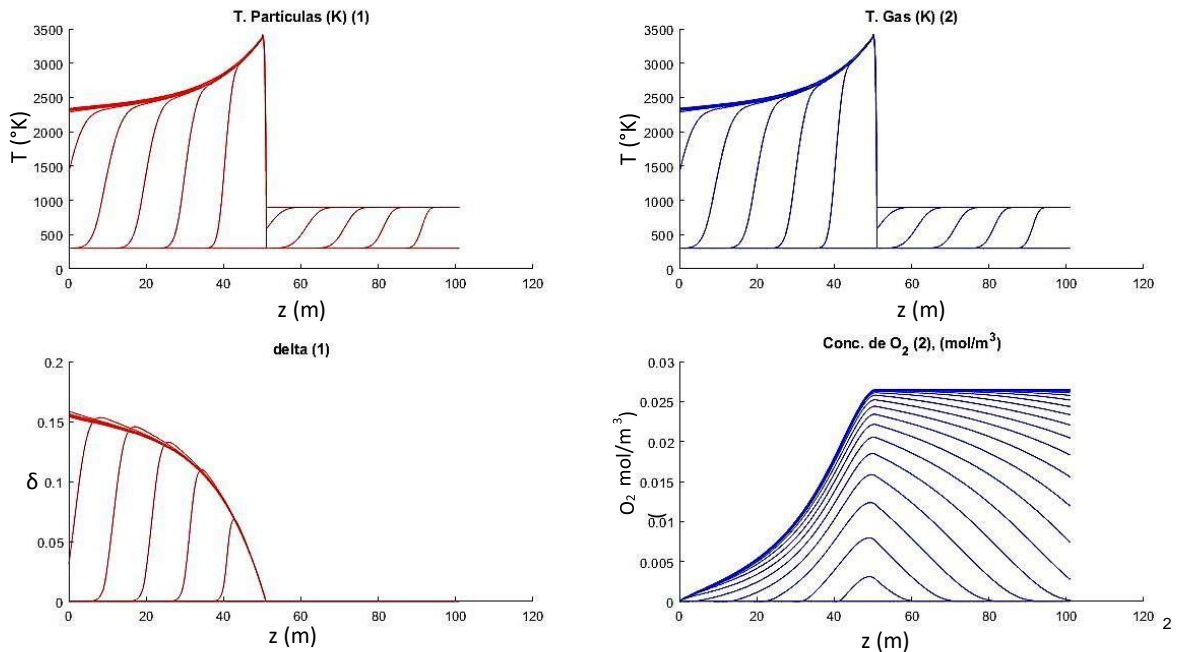 T. Partículas (K) (1)
3500
3000
2500
2000
1500
1000
500
0
T (°K)
0 20 40 60 80 100 120
z (m)
T. Gas (K) (2)
3500
3000
2500
2000
1500
1000
500
0
T (°K)
0 20 40 60 80 100 120
z (m)
delta (1)
0.2
0.15
0.1
0.05
0
δ
0 20 40 60 80 100 120
z (m)
Conc. de O2 (2), (mol/m3)
0.03
0.025
0.02
0.015
0.01
0.005
0
O₂ mol/m³)
(
0 20 40 60 80 100 120
z (m)
2